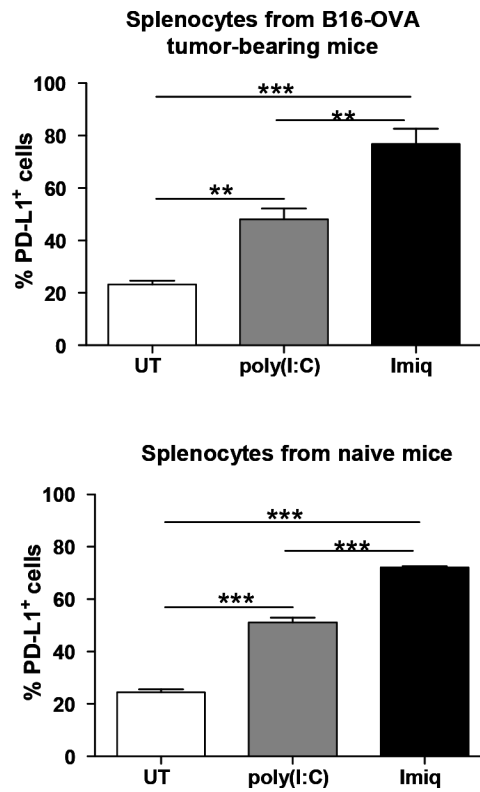 Splenocytes from B16-OVA
tumor-bearing mice
% PD-L1+ cells
100
80
60
40
20
0
***
**
**
UT
poly(I:C)
Imiq
Splenocytes from naive mice
% PD-L1+ cells
100
80
60
40
20
0
***
***
***
UT
poly(I:C)
Imiq